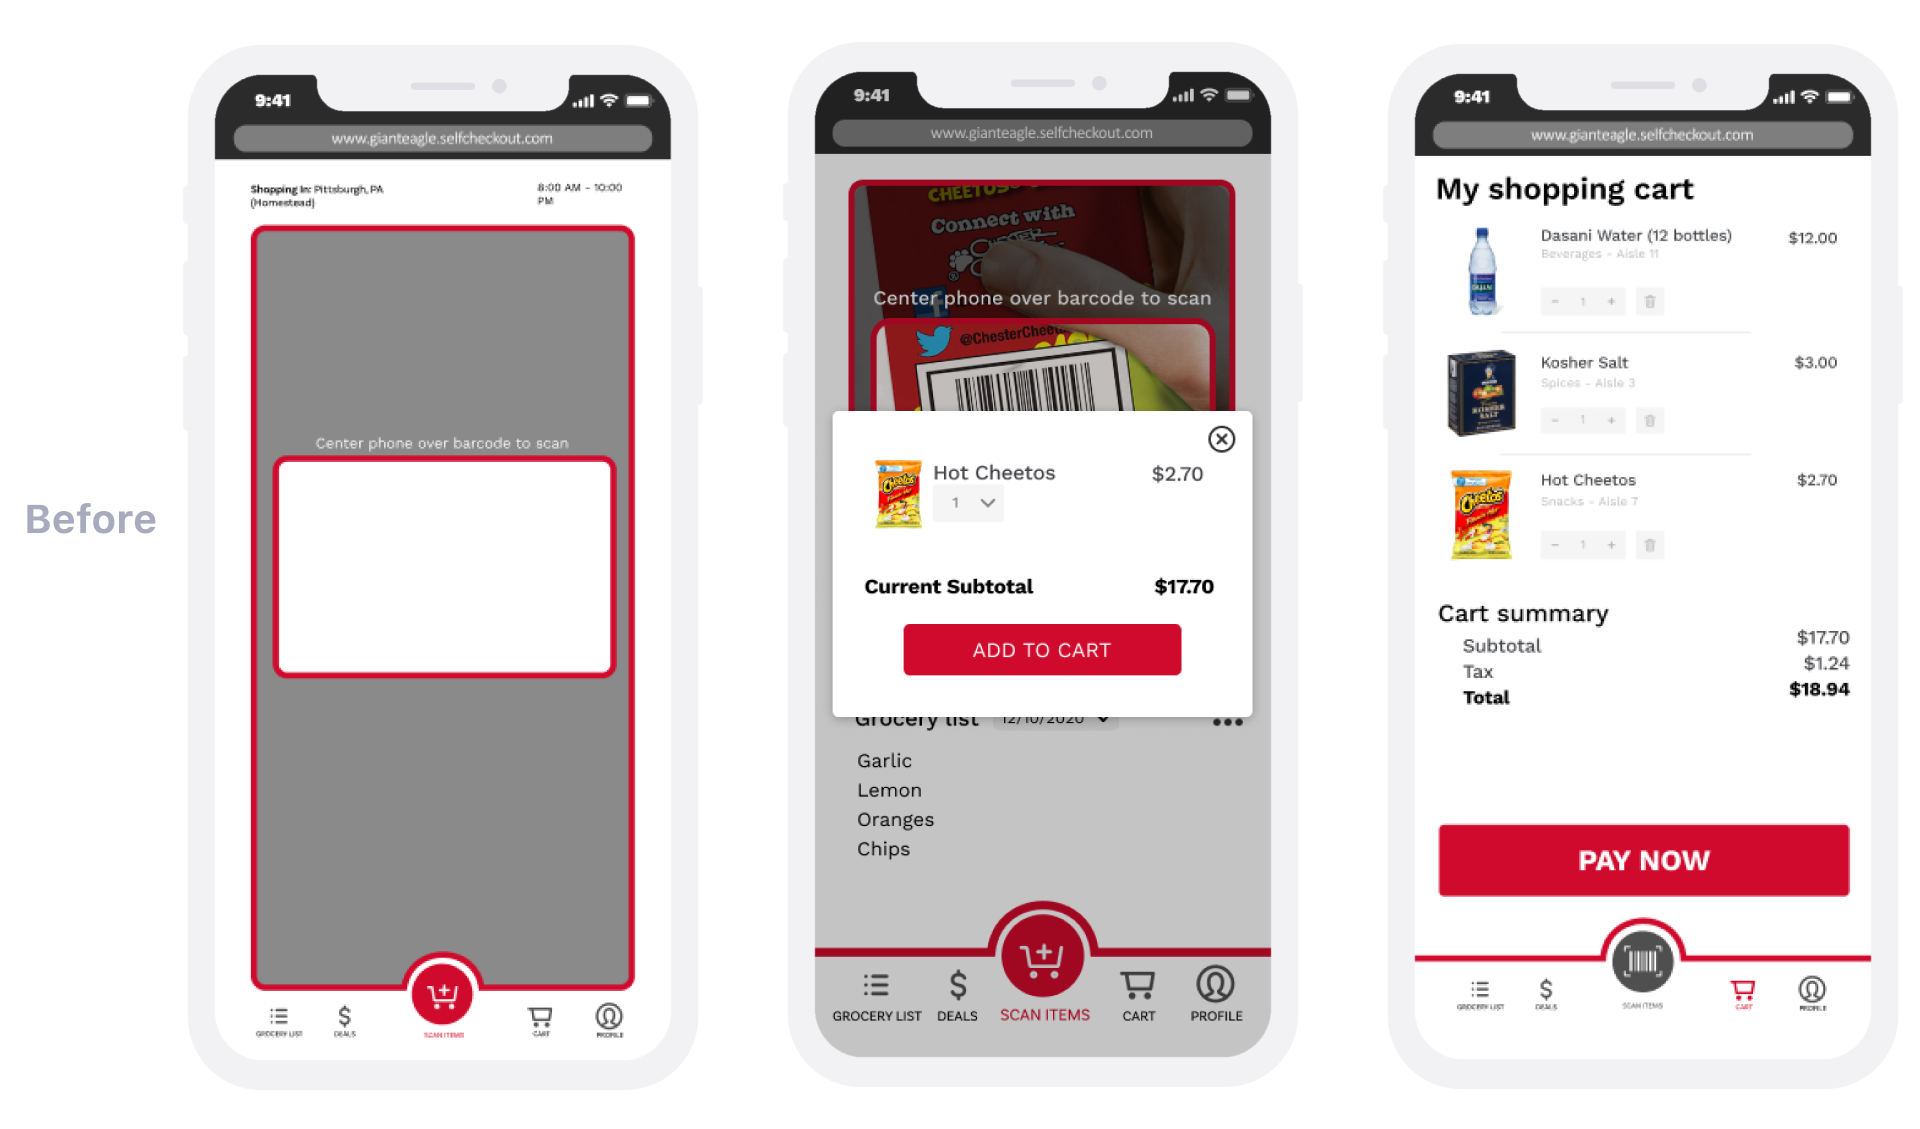 Before
9:41
www.gianteagle.selfcheckout.com
Shopping In: Pittsburgh, PA
(Homestead)
8:00 AM - 10:00
PM
Center phone over barcode to scan
GROCERY LIST
DEALS
SCAN ITEMS
CART
PROFILE
9:41
www.gianteagle.selfcheckout.com
CHEETOS
Connect with
CHESTER
Center phone over barcode to scan
@ChesterChee
Hot Cheetos
$2.70
1
Current Subtotal
$17.70
ADD TO CART
Grocery list
12/10/2020
Garlic
Lemon
Oranges
Chips
GROCERY LIST
DEALS
SCAN ITEMS
CART
PROFILE
9:41
www.gianteagle.selfcheckout.com
My shopping cart
Dasani Water (12 bottles)
$12.00
Beverages - Aisle 11
- 1 +
DASANI
Kosher Salt
$3.00
Spices - Aisle 3
- 1 +
KOSHER
SALT
Hot Cheetos
$2.70
Snacks - Aisle 7
- 1 +
Cheetos
Cart summary
Subtotal
$17.70
Tax
$1.24
Total
$18.94
PAY NOW
GROCERY LIST
DEALS
SCAN ITEMS
CART
PROFILE